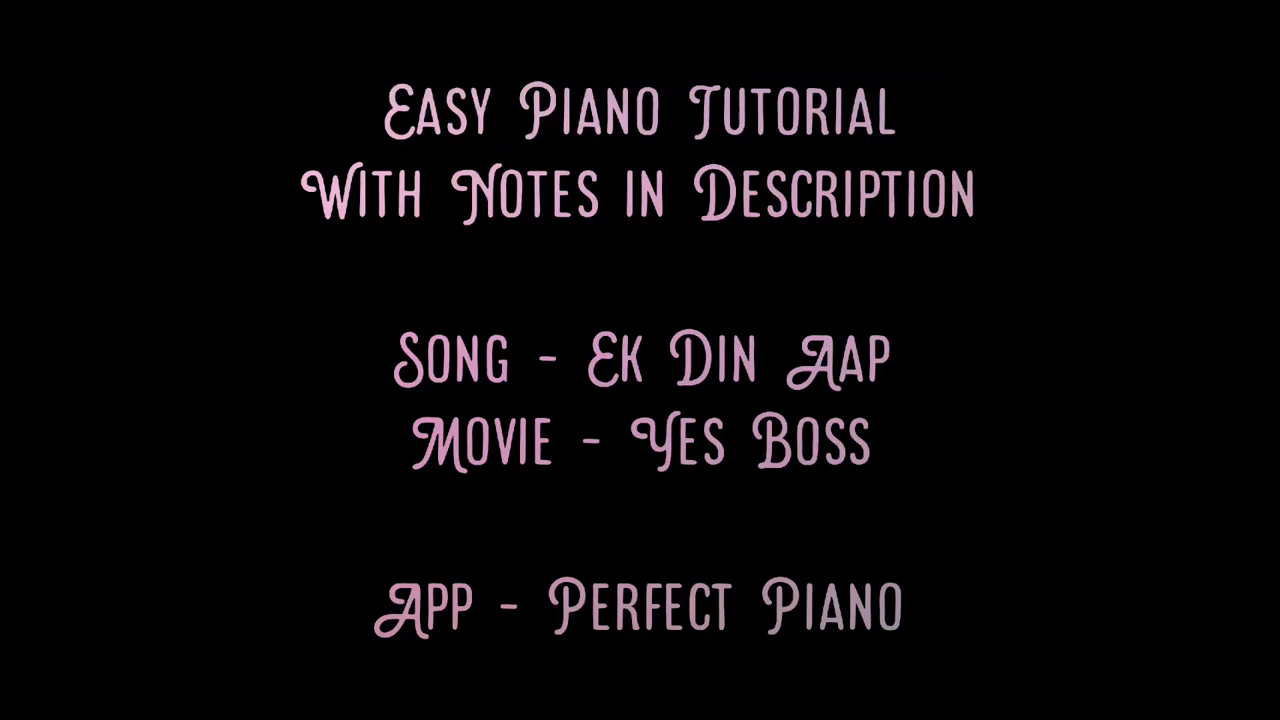 Easy Piano Tutorial
With Notes in Description
Song - Ek Din Aap
Movie - Yes Boss
App - Perfect Piano